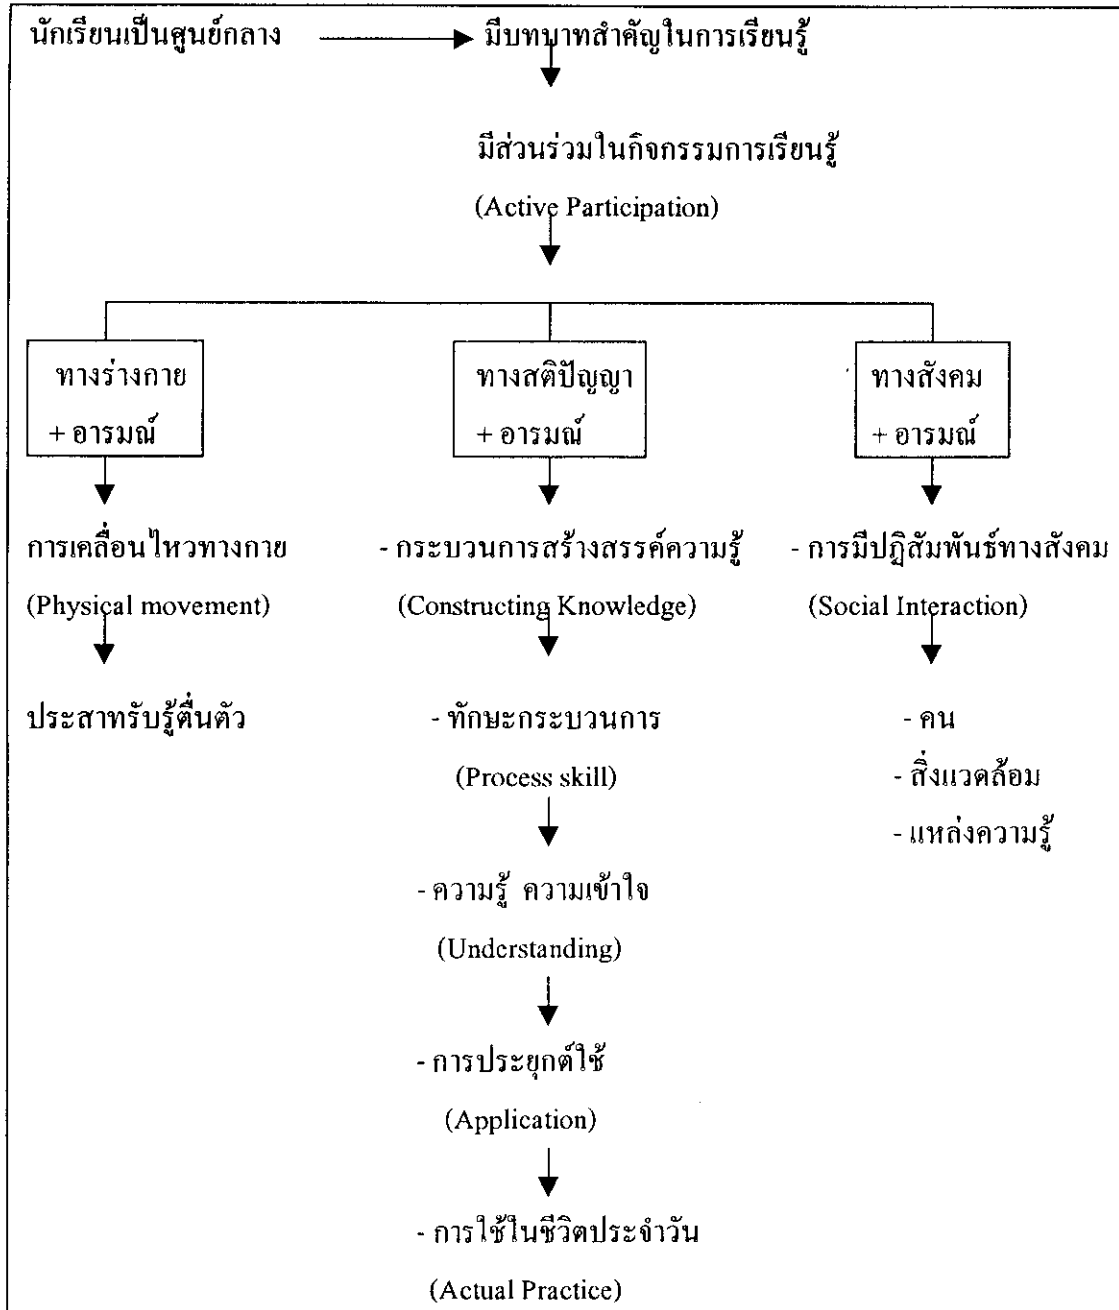 นักเรียนเป็นศูนย์กลาง มีบทบาทสำคัญในการเรียนรู้
มีส่วนร่วมในกิจกรรมการเรียนรู้
(Active Participation)
ทางร่างกาย
+ อารมณ์
ทางสติปัญญา
+ อารมณ์
ทางสังคม
+ อารมณ์
การเคลื่อนไหวทางกาย
(Physical movement)
ประสาทรับรู้ตื่นตัว
- กระบวนการสร้างสรรค์ความรู้
(Constructing Knowledge)
- ทักษะกระบวนการ
(Process skill)
- ความรู้ ความเข้าใจ
(Understanding)
- การประยุกต์ใช้
(Application)
- การใช้ในชีวิตประจำวัน
(Actual Practice)
- การมีปฏิสัมพันธ์ทางสังคม
(Social Interaction)
- คน
- สิ่งแวดล้อม
- แหล่งความรู้